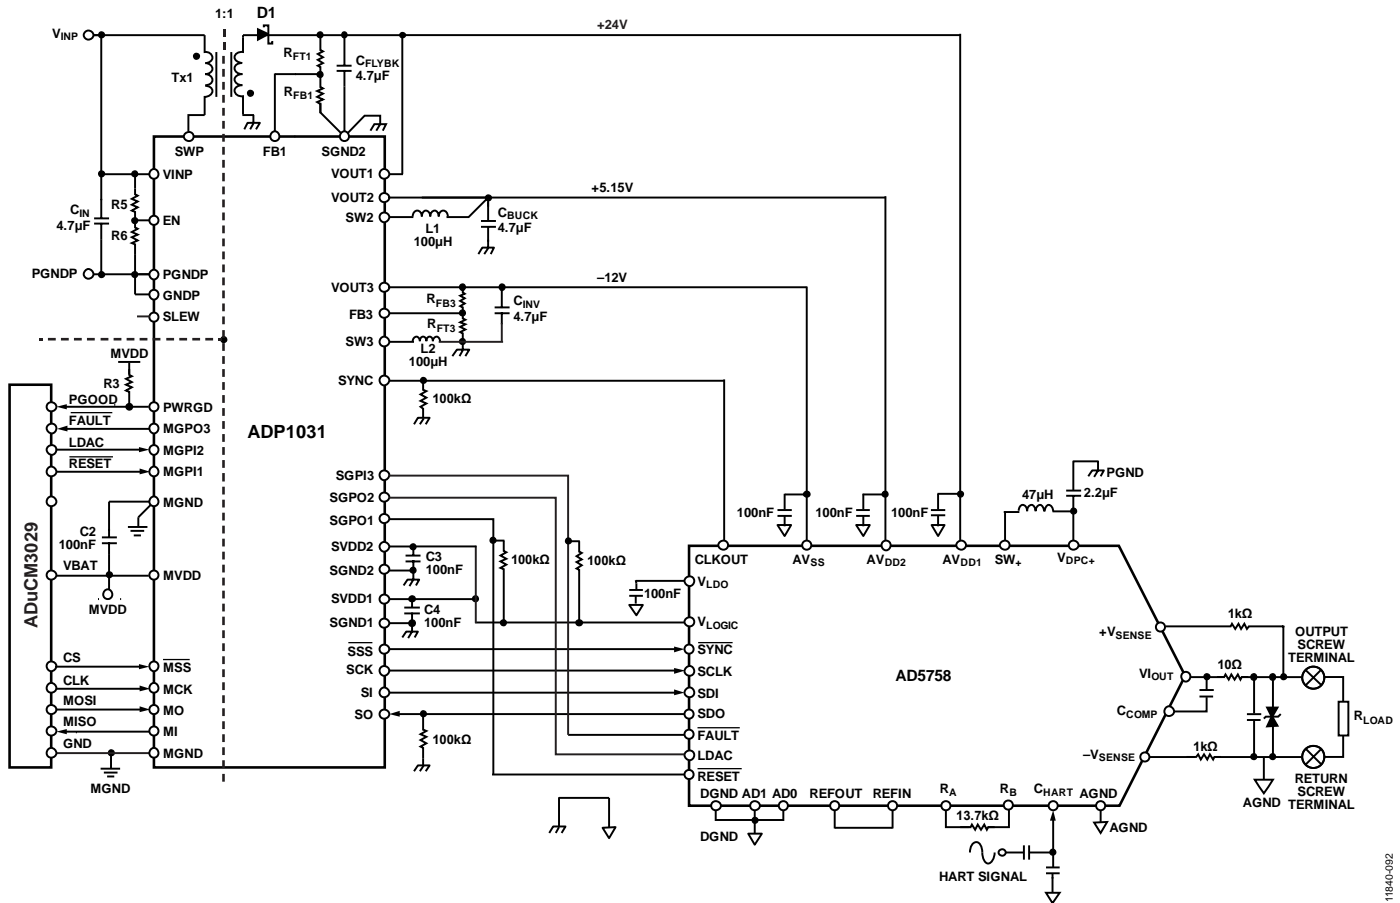 1:1
D1
VINP
+24V
Tx1
RFT1
RFB1
CFLYBK
4.7µF
SWP
FB1
SGND2
VINP
VOUT1
R5
CIN
4.7µF
EN
R6
VOUT2
+5.15V
SW2
L1
100µH
CBUCK
4.7µF
PGNDP
PGNDP
GNDP
SLEW
VOUT3
–12V
RFB3
CINV
4.7µF
FB3
RFT3
SW3
L2
100µH
MVDD
R3
SYNC
100kΩ
PGOOD
PWRGD
FAULT
MGPO3
ADP1031
LDAC
MGPI2
RESET
MGPI1
SGPI3
SGPO2
SGPO1
MGND
C2
100nF
VBAT
MVDD
MVDD
ADuCM3029
SVDD2
C3
100nF
SGND2
SVDD1
C4
100nF
SGND1
100kΩ
100kΩ
SSS
SCK
SI
SO
100kΩ
CS
MSS
CLK
MCK
MOSI
MO
MISO
MI
GND
MGND
MGND
PGND
47µH
2.2µF
100nF
100nF
100nF
CLKOUT
AVSS
AVDD2
AVDD1
SW+
VDPC+
100nF
VLDO
VLOGIC
SYNC
SCLK
SDI
SDO
FAULT
LDAC
RESET
AD5758
+VSENSE
1kΩ
OUTPUT
SCREW
TERMINAL
VIOUT
10Ω
CCOMP
RLOAD
–VSENSE
1kΩ
AGND
RETURN
SCREW
TERMINAL
DGND
AD1
AD0
REFOUT
REFIN
RA
RB
CHART
AGND
DGND
13.7kΩ
AGND
HART SIGNAL
11840-092